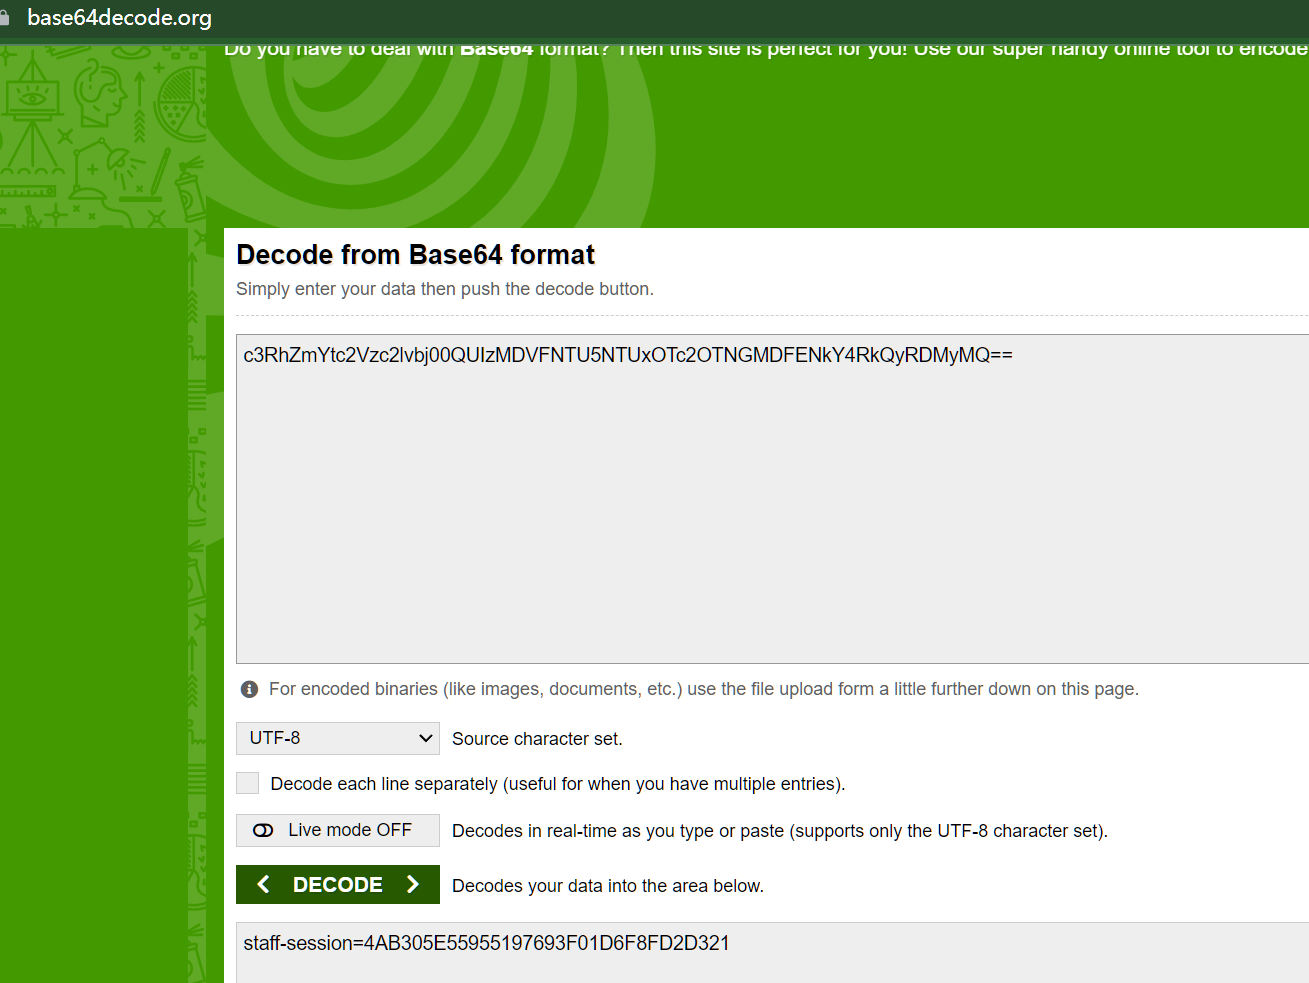 base64decode.org
Do you have to deal with Base64 format? Then this site is perfect for you! Use our super handy online tool to encode
Decode from Base64 format
Simply enter your data then push the decode button.
c3RhZmYtc2Vzc2lvbj00QUIzMDVFNTU5NTUxOTc2OTNGMDFENkY4RkQyRDMyMQ==
For encoded binaries (like images, documents, etc.) use the file upload form a little further down on this page.
UTF-8 Source character set.
Decode each line separately (useful for when you have multiple entries).
Live mode OFF Decodes in real-time as you type or paste (supports only the UTF-8 character set).
DECODE Decodes your data into the area below.
staff-session=4AB305E55955197693F01D6F8FD2D321